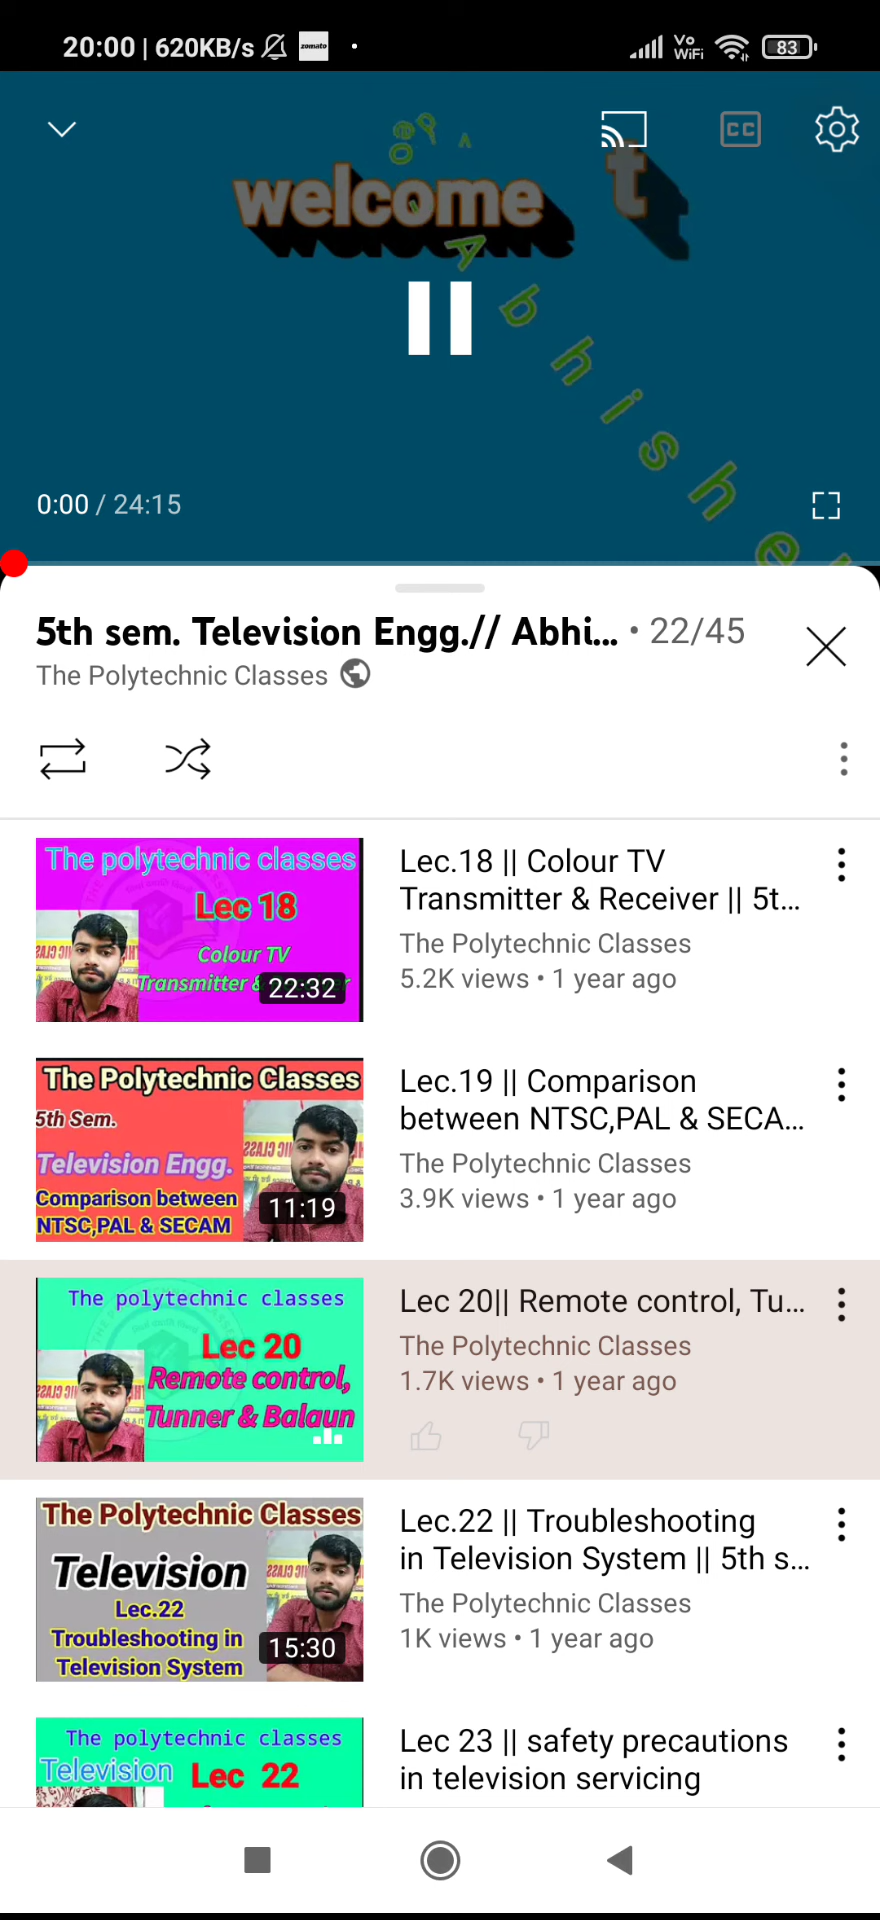 20:00 | 620KB/s
zomato
Vo
WiFi
83
CC
welcome t
Abhishe
0:00 / 24:15
5th sem. Television Engg.// Abhi... • 22/45
The Polytechnic Classes
The polytechnic classes
Lec 18
Colour TV
Transmitter &
22:32
Lec.18 || Colour TV
Transmitter & Receiver || 5t...
The Polytechnic Classes
5.2K views • 1 year ago
The Polytechnic Classes
5th Sem.
Television Engg.
Comparison between
NTSC,PAL & SECAM
11:19
Lec.19 || Comparison
between NTSC,PAL & SECA...
The Polytechnic Classes
3.9K views • 1 year ago
The polytechnic classes
Lec 20
Remote control,
Tunner & Balaun
Lec 20|| Remote control, Tu...
The Polytechnic Classes
1.7K views • 1 year ago
The Polytechnic Classes
Television
Lec.22
Troubleshooting in
Television System
15:30
Lec.22 || Troubleshooting
in Television System || 5th s...
The Polytechnic Classes
1K views • 1 year ago
The polytechnic classes
Television Lec 22
Lec 23 || safety precautions
in television servicing